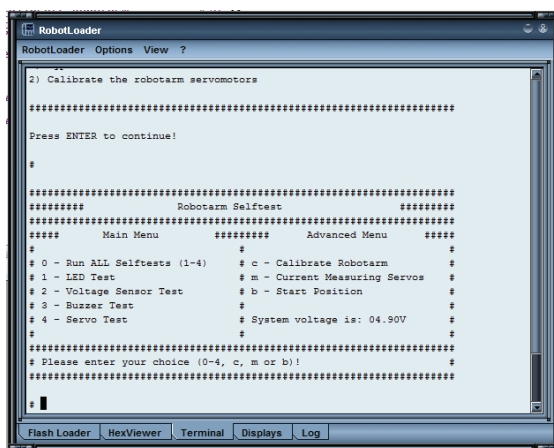 RobotLoader
RobotLoader Options View ?
2) Calibrate the robotarm servomotors
#####################################################################
Press ENTER to continue!
#
#####################################################################
######### Robotarm Selftest #########
#####################################################################
##### Main Menu ######### Advanced Menu #####
# # #
# 0 - Run ALL Selftests (1-4) # c - Calibrate Robotarm #
# 1 - LED Test # m - Current Measuring Servos #
# 2 - Voltage Sensor Test # b - Start Position #
# 3 - Buzzer Test # #
# 4 - Servo Test # System voltage is: 04.90V #
# # #
#####################################################################
# Please enter your choice (0-4, c, m or b)! #
#####################################################################
#
Flash Loader HexViewer Terminal Displays Log